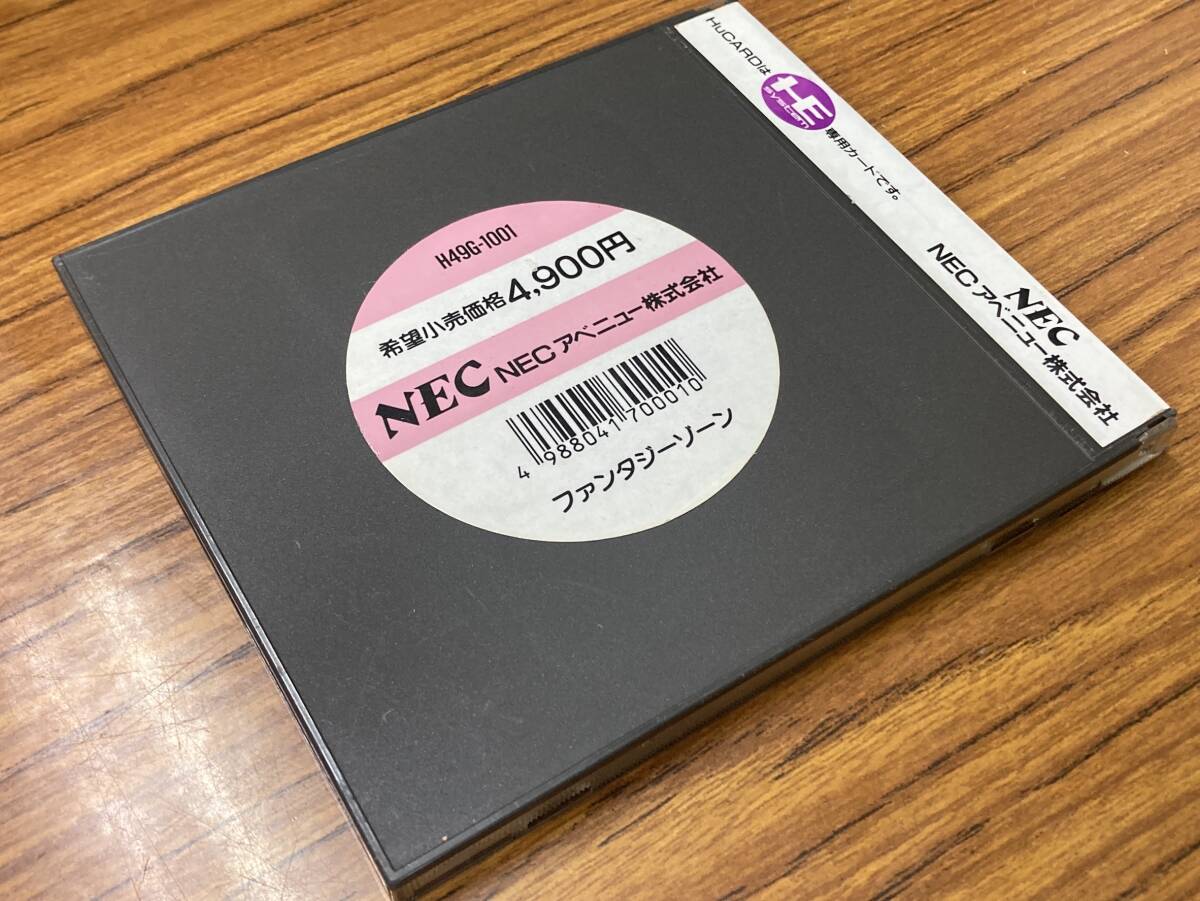 H49G-1001
希望小売価格4,900円
NEC NECアベニュー株式会社
4 988041 700010
ファンタジーゾーン
HuCARDは HE system 専用カードです。
NEC
NECアベニュー株式会社